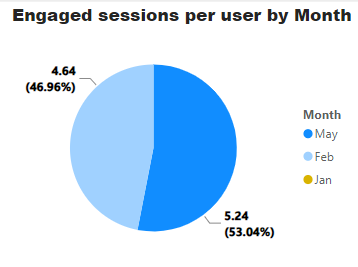 Engaged sessions per user by Month
4.64
(46.96%)
Month
May
Feb
Jan
5.24
(53.04%)